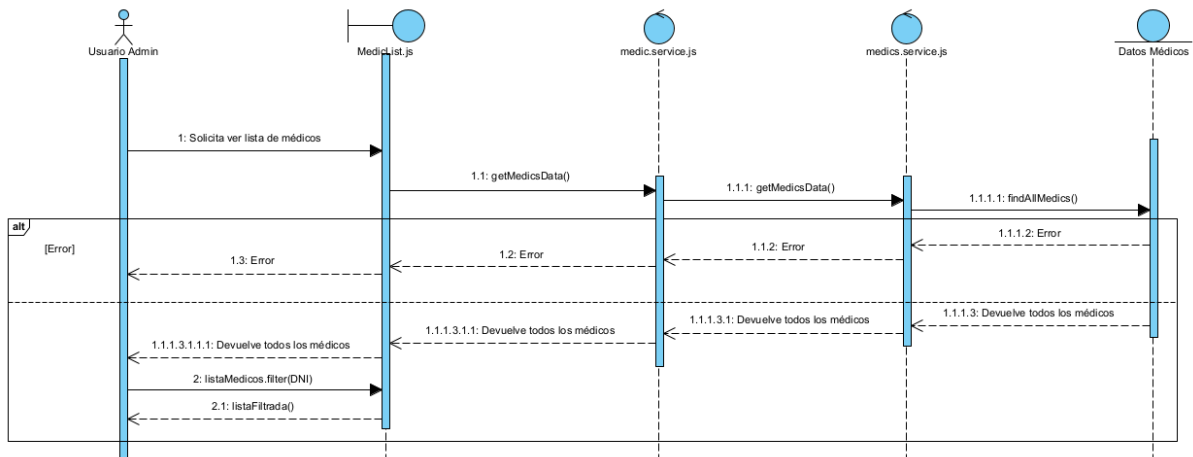 Usuario Admin
MedicList.js
medic.service.js
medics.service.js
Datos Médicos
1: Solicita ver lista de médicos
1.1: getMedicsData()
1.1.1: getMedicsData()
1.1.1.1: findAllMedics()
alt
[Error]
1.1.1.2: Error
1.1.2: Error
1.2: Error
1.3: Error
1.1.1.3: Devuelve todos los médicos
1.1.1.3.1: Devuelve todos los médicos
1.1.1.3.1.1: Devuelve todos los médicos
1.1.1.3.1.1.1: Devuelve todos los médicos
2: listaMedicos.filter(DNI)
2.1: listaFiltrada()